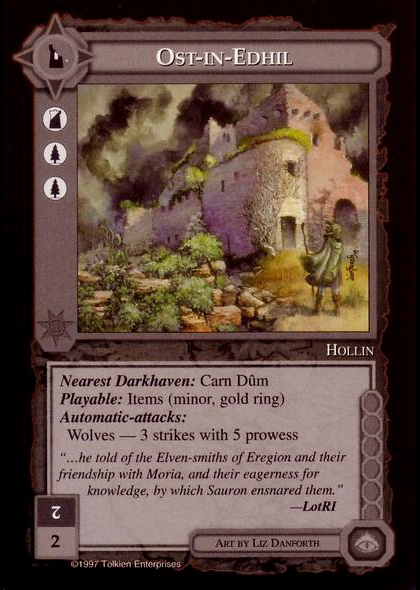 Ost-in-Edhil
Hollin
Nearest Darkhaven: Carn Dûm
Playable: Items (minor, gold ring)
Automatic-attacks:
Wolves — 3 strikes with 5 prowess
“...he told of the Elven-smiths of Eregion and their
friendship with Moria, and their eagerness for
knowledge, by which Sauron ensnared them.”
—LotRI
2
2
Art by Liz Danforth
©1997 Tolkien Enterprises